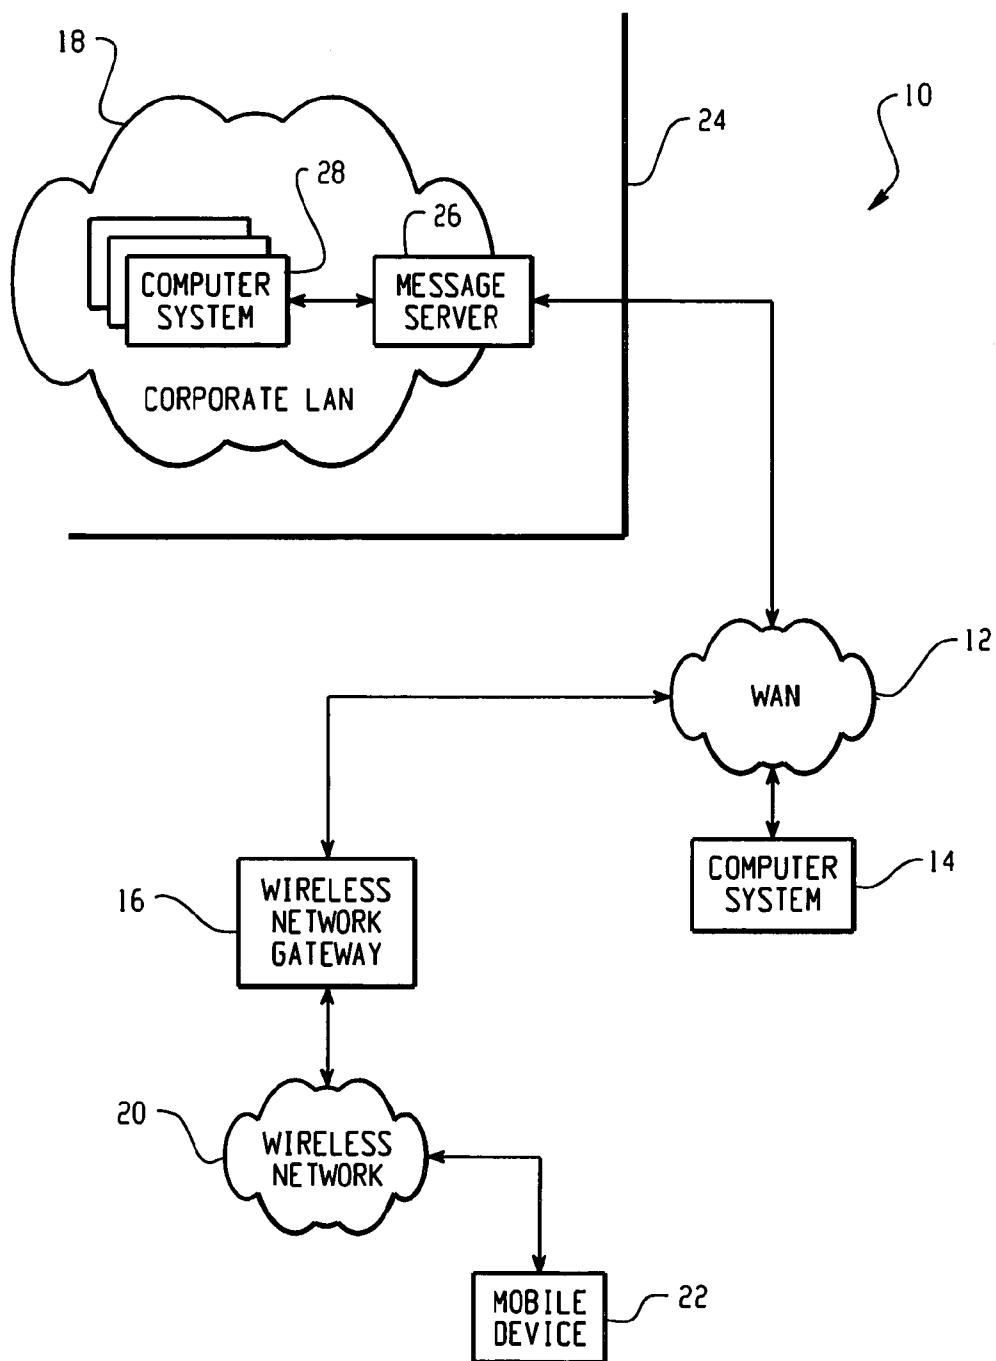 18
10
24
28
26
COMPUTER
SYSTEM
MESSAGE
SERVER
CORPORATE LAN
12
WAN
COMPUTER
SYSTEM
14
16
WIRELESS
NETWORK
GATEWAY
20
WIRELESS
NETWORK
MOBILE
DEVICE
22